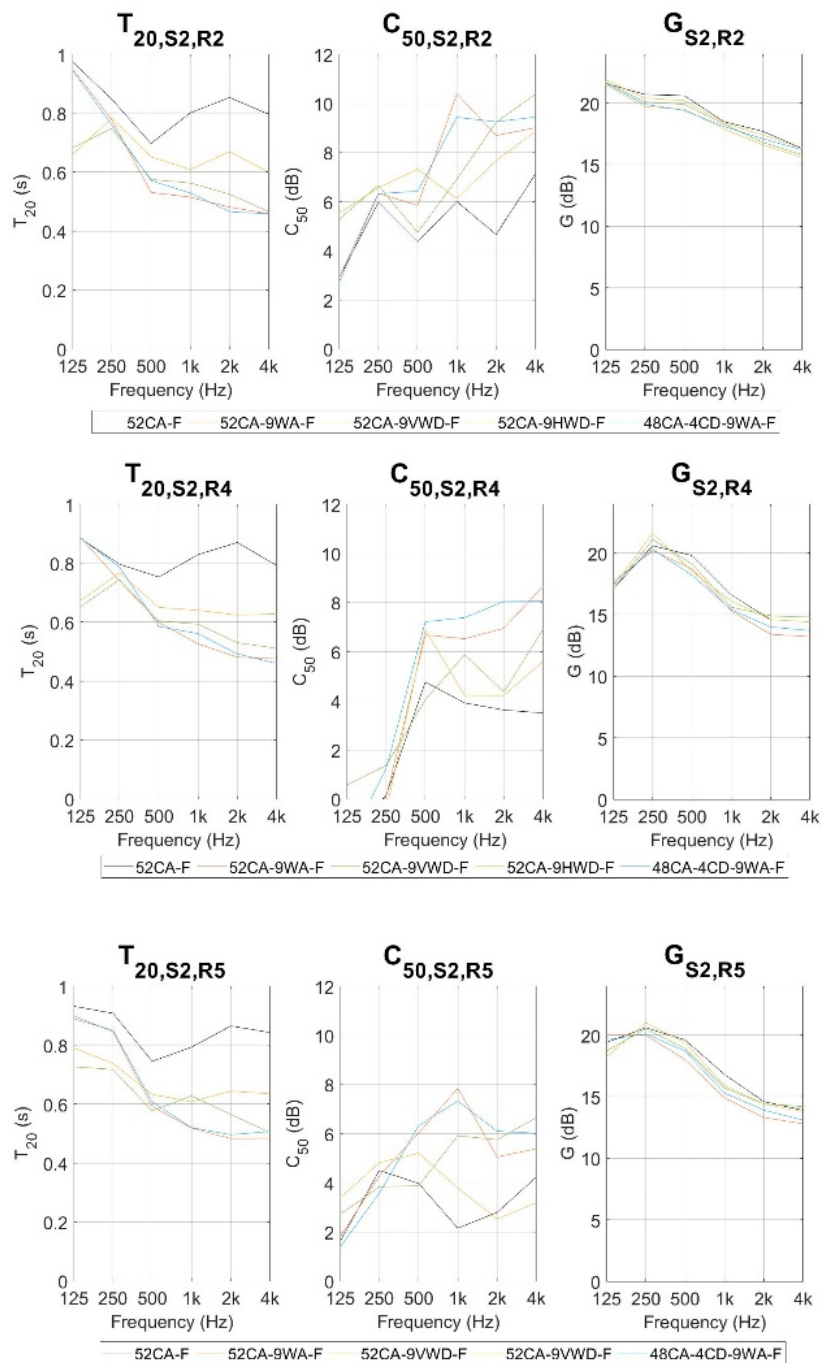 T20,S2,R2 C50,S2,R2 GS2,R2
T20 (s)
1
0.8
0.6
0.4
0.2
0
125 250 500 1k 2k 4k
Frequency (Hz)
C50 (dB)
12
10
8
6
4
2
0
125 250 500 1k 2k 4k
Frequency (Hz)
G (dB)
20
15
10
5
0
125 250 500 1k 2k 4k
Frequency (Hz)
52CA-F 52CA-9WA-F 52CA-9VWD-F 52CA-9HWD-F 48CA-4CD-9WA-F
T20,S2,R4 C50,S2,R4 GS2,R4
T20 (s)
1
0.8
0.6
0.4
0.2
0
125 250 500 1k 2k 4k
Frequency (Hz)
C50 (dB)
12
10
8
6
4
2
0
125 250 500 1k 2k 4k
Frequency (Hz)
G (dB)
20
15
10
5
0
125 250 500 1k 2k 4k
Frequency (Hz)
52CA-F 52CA-9WA-F 52CA-9VWD-F 52CA-9HWD-F 48CA-4CD-9WA-F
T20,S2,R5 C50,S2,R5 GS2,R5
T20 (s)
1
0.8
0.6
0.4
0.2
0
125 250 500 1k 2k 4k
Frequency (Hz)
C50 (dB)
12
10
8
6
4
2
0
125 250 500 1k 2k 4k
Frequency (Hz)
G (dB)
20
15
10
5
0
125 250 500 1k 2k 4k
Frequency (Hz)
52CA-F 52CA-9WA-F 52CA-9VWD-F 52CA-9VWD-F 48CA-4CD-9WA-F